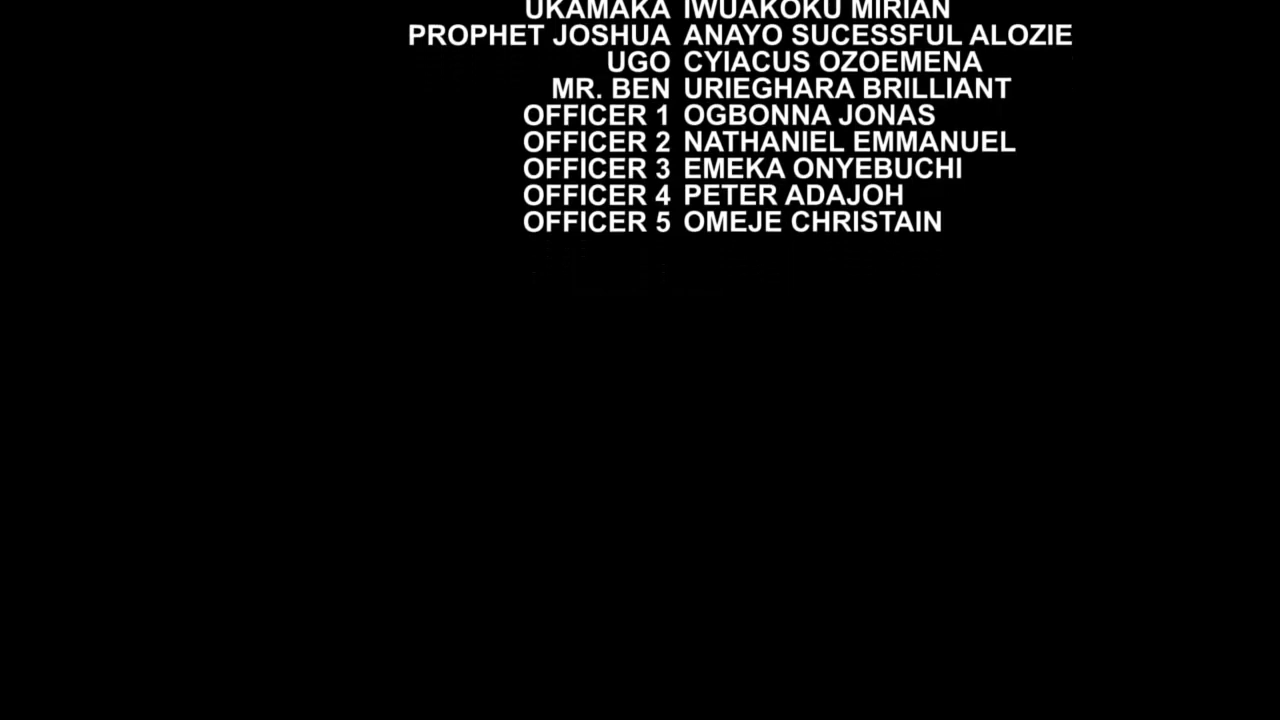 UKAMAKA IWUAKOKU MIRIAN
PROPHET JOSHUA ANAYO SUCESSFUL ALOZIE
UGO CYIACUS OZOEMENA
MR. BEN URIEGHARA BRILLIANT
OFFICER 1 OGBONNA JONAS
OFFICER 2 NATHANIEL EMMANUEL
OFFICER 3 EMEKA ONYEBUCHI
OFFICER 4 PETER ADAJOH
OFFICER 5 OMEJE CHRISTAIN